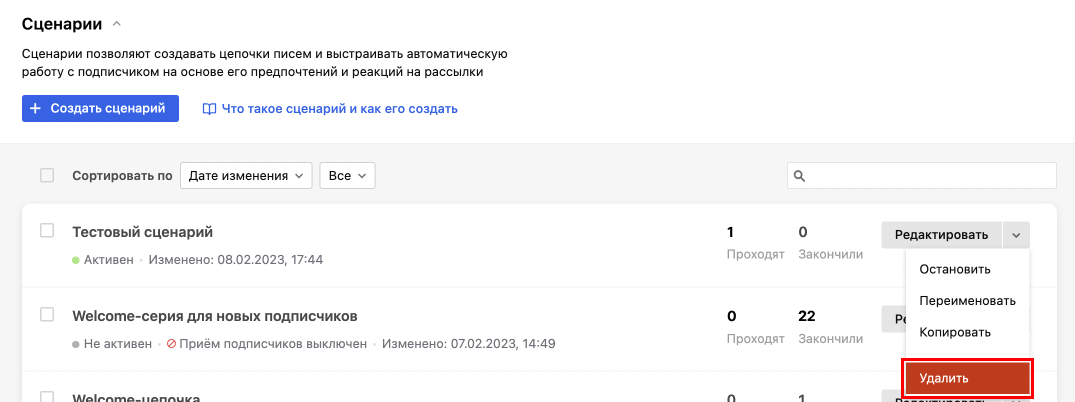 Сценарии
Сценарии позволяют создавать цепочки писем и выстраивать автоматическую
работу с подписчиком на основе его предпочтений и реакций на рассылки
+ Создать сценарий
Что такое сценарий и как его создать
Сортировать по
Дате изменения
Все
Тестовый сценарий
1
Проходят
0
Закончили
Редактировать
Активен · Изменено: 08.02.2023, 17:44
Остановить
Переименовать
Копировать
Удалить
Welcome-серия для новых подписчиков
0
Проходят
22
Закончили
Не активен · Приём подписчиков выключен · Изменено: 07.02.2023, 14:49
Welcome-цепочка
0
1
Редактировать